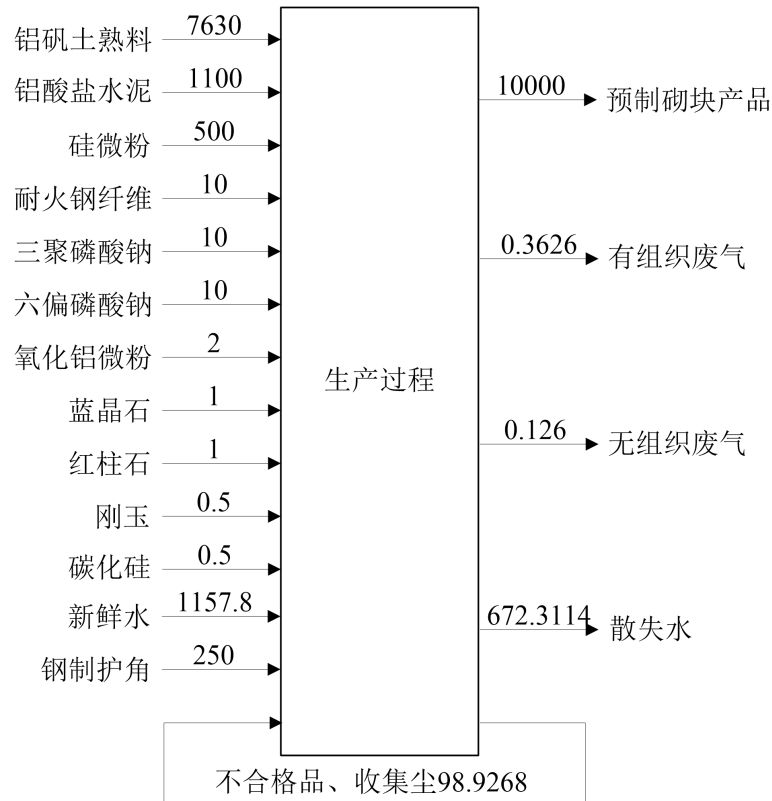 铝矾土熟料 7630
铝酸盐水泥 1100
硅微粉 500
耐火钢纤维 10
三聚磷酸钠 10
六偏磷酸钠 10
氧化铝微粉 2
蓝晶石 1
红柱石 1
刚玉 0.5
碳化硅 0.5
新鲜水 1157.8
钢制护角 250
生产过程
10000 预制砌块产品
0.3626 有组织废气
0.126 无组织废气
672.3114 散失水
不合格品、收集尘98.9268